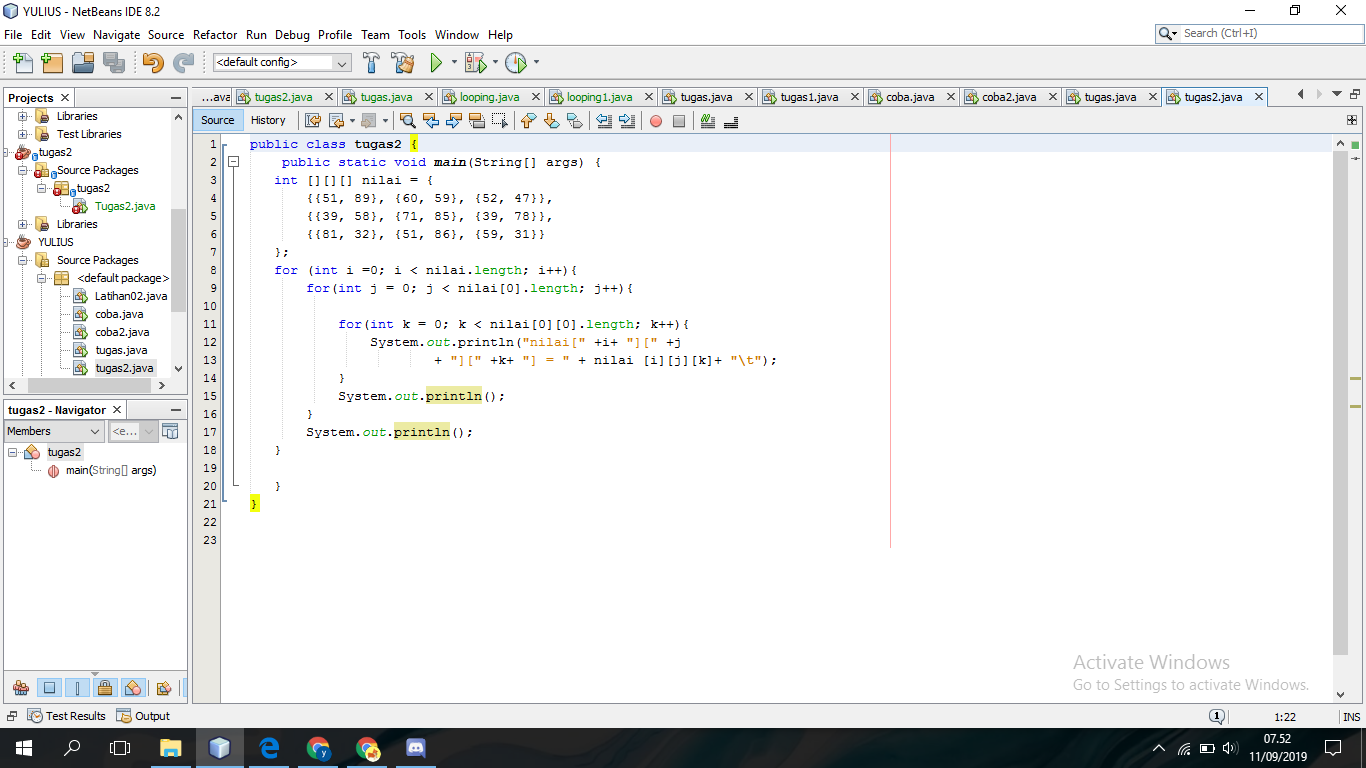 YULIUS - NetBeans IDE 8.2
File Edit View Navigate Source Refactor Run Debug Profile Team Tools Window Help
Search (Ctrl+I)
<default config>
Projects
...ava tugas2.java tugas.java looping.java looping1.java tugas.java tugas1.java coba.java coba2.java tugas.java tugas2.java
Source History
Libraries
Test Libraries
tugas2
Source Packages
tugas2
Tugas2.java
Libraries
YULIUS
Source Packages
<default package>
Latihan02.java
coba.java
coba2.java
tugas.java
tugas2.java
tugas2 - Navigator
Members <e...
tugas2
main(String[] args)
1 public class tugas2 {
2 public static void main(String[] args) {
3 int [][][] nilai = {
4 {{51, 89}, {60, 59}, {52, 47}},
5 {{39, 58}, {71, 85}, {39, 78}},
6 {{81, 32}, {51, 86}, {59, 31}}
7 };
8 for (int i =0; i < nilai.length; i++){
9 for(int j = 0; j < nilai[0].length; j++){
10
11 for(int k = 0; k < nilai[0][0].length; k++){
12 System.out.println("nilai[" +i+ "][" +j
13 + "][" +k+ "] = " + nilai [i][j][k]+ "\t");
14 }
15 System.out.println();
16 }
17 System.out.println();
18 }
19
20 }
21 }
22
23
Activate Windows
Go to Settings to activate Windows.
Test Results Output
1
1:22 INS
07.52
11/09/2019